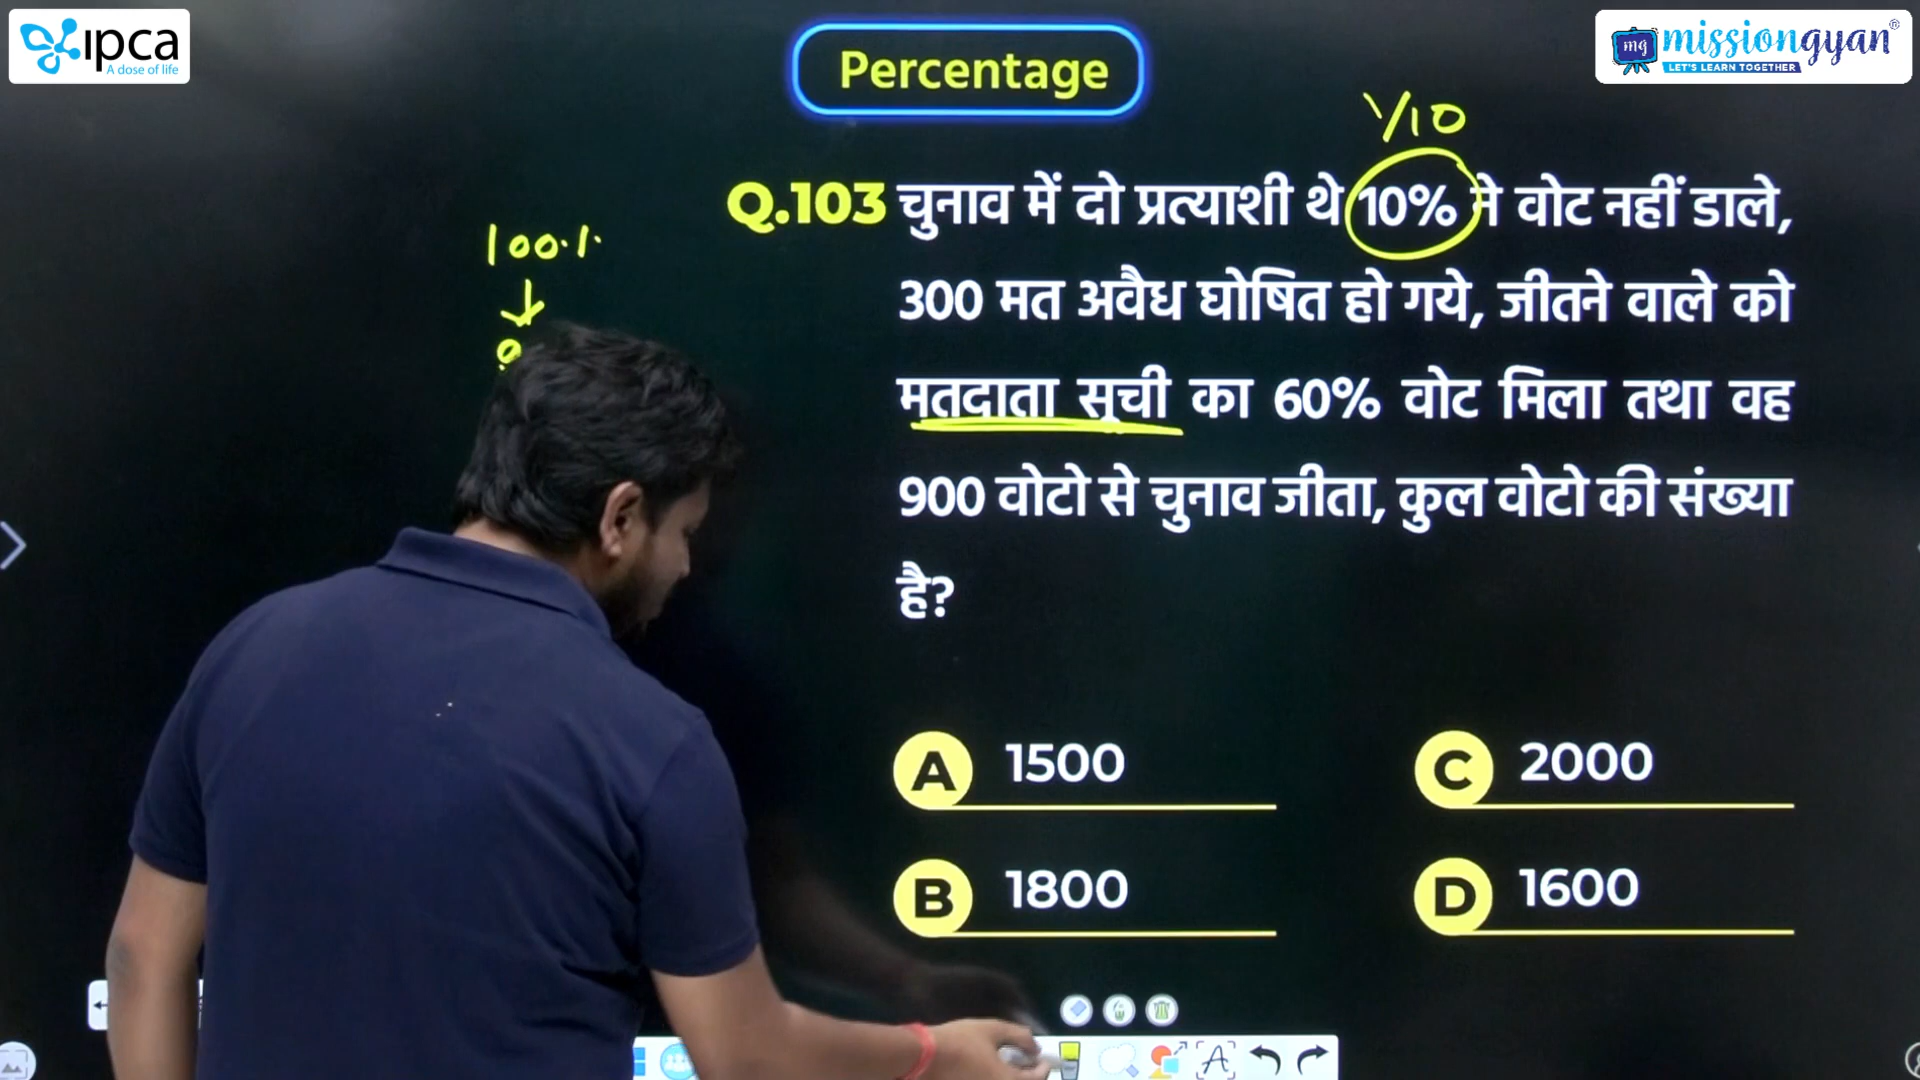 ipca
A dose of life
Percentage
missiongyan®
mg
LET'S LEARN TOGETHER
1/10
Q.103 चुनाव में दो प्रत्याशी थे 10% ने वोट नहीं डाले,
300 मत अवैध घोषित हो गये, जीतने वाले को
मतदाता सूची का 60% वोट मिला तथा वह
900 वोटो से चुनाव जीता, कुल वोटो की संख्या
है?
100%
A 1500
C 2000
B 1800
D 1600